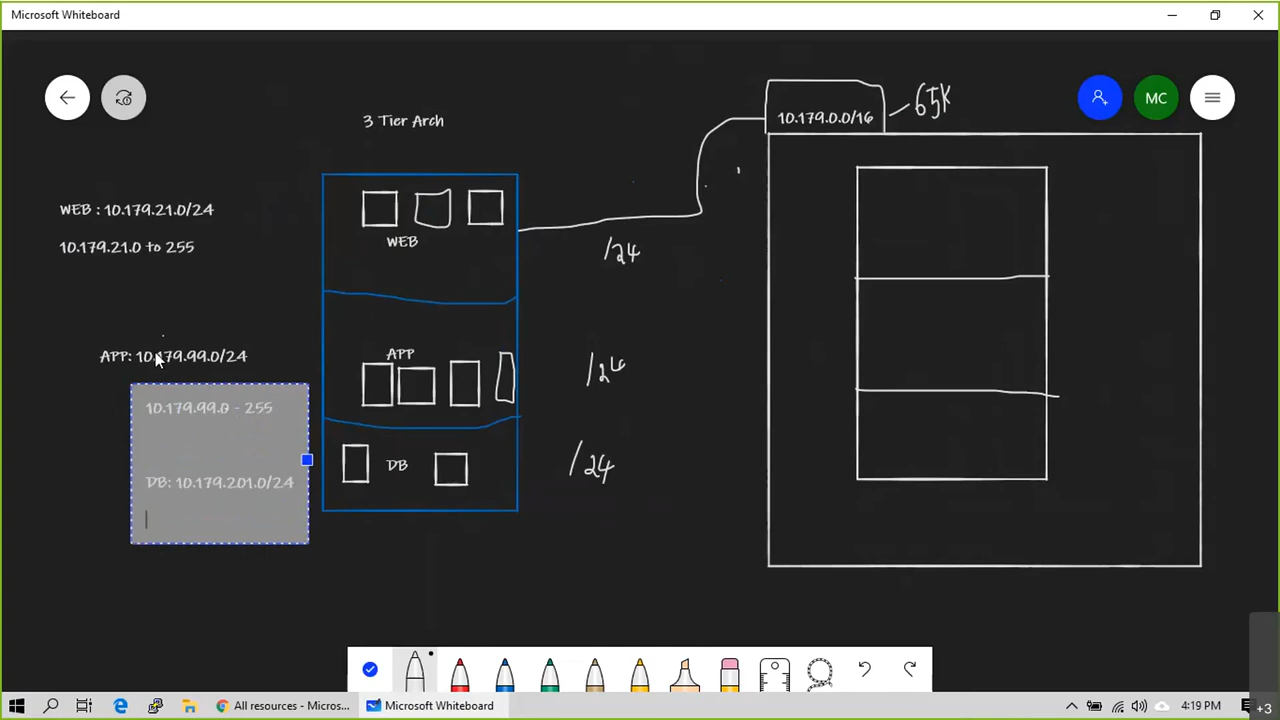 Microsoft Whiteboard
3 Tier Arch
WEB : 10.179.21.0/24
10.179.21.0 to 255
APP: 10.179.99.0/24
10.179.99.0 - 255
DB: 10.179.201.0/24
WEB
APP
DB
/24
/24
/24
10.179.0.0/16
65K
MC
All resources - Micros...
Microsoft Whiteboard
4:19 PM
+3